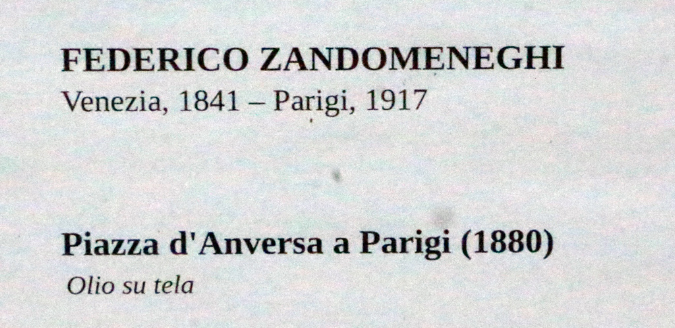 FEDERICO ZANDOMENEGHI
Venezia, 1841 – Parigi, 1917
Piazza d'Anversa a Parigi (1880)
Olio su tela